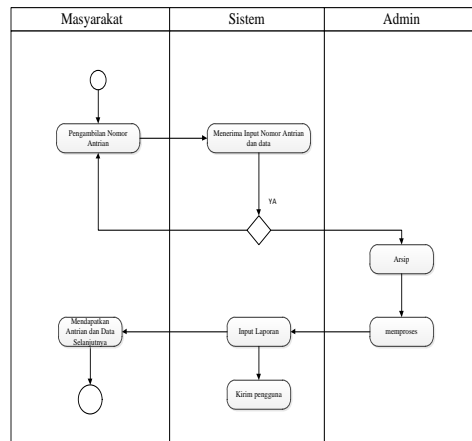 Masyarakat
Sistem
Admin
Pengambilan Nomor
Antrian
Menerima Input Nomor Antrian
dan data
YA
Arsip
Mendapatkan
Antrian dan Data
Selanjutnya
Input Laporan
memproses
Kirim pengguna